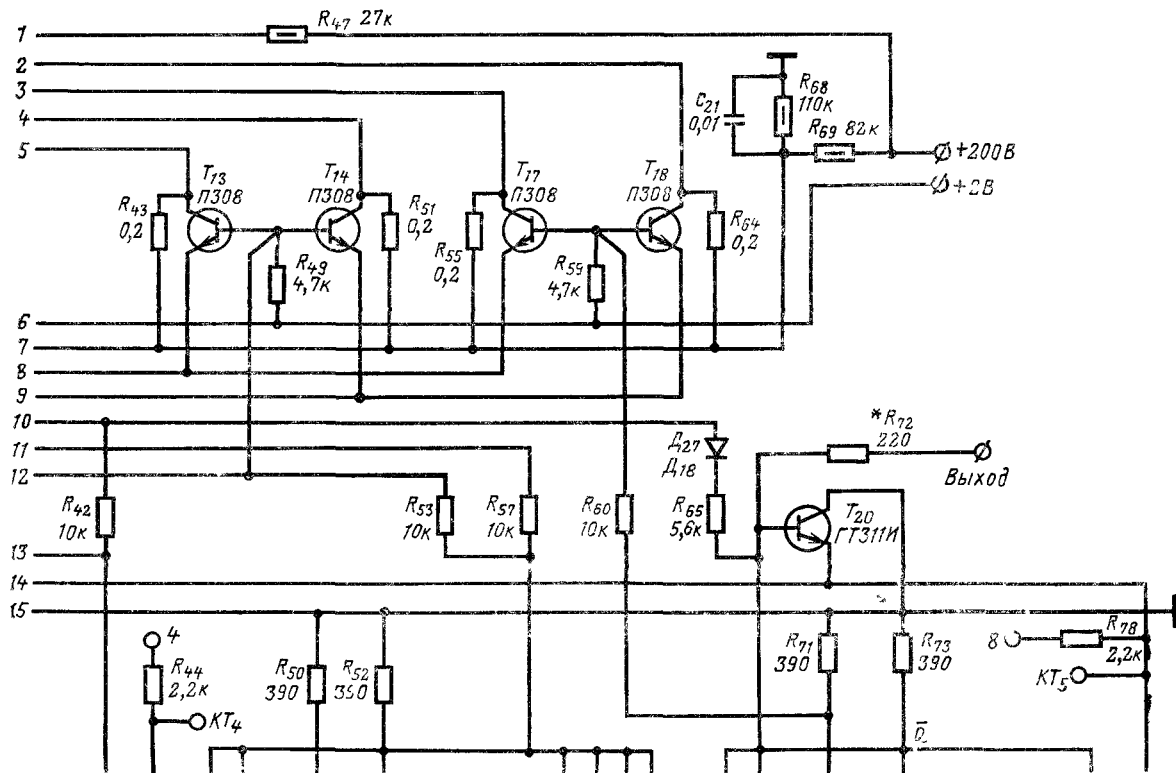 1
R47 27к
2
3
4
5
C21
0,01
R68
110к
R69 82к
+200В
+2В
T13
П308
T14
П308
T17
П308
T18
П308
R43
0,2
R51
0,2
R55
0,2
R64
0,2
R49
4,7к
R59
4,7к
6
7
8
9
10
11
12
*R72
220
Выход
Д27
Д18
R42
10к
R53
10к
R57
10к
R60
10к
R65
5,6к
T20
ГТ311И
13
14
15
4
R44
2,2к
КТ4
R50
390
R52
390
R71
390
R73
390
8
R78
2,2к
КТ5